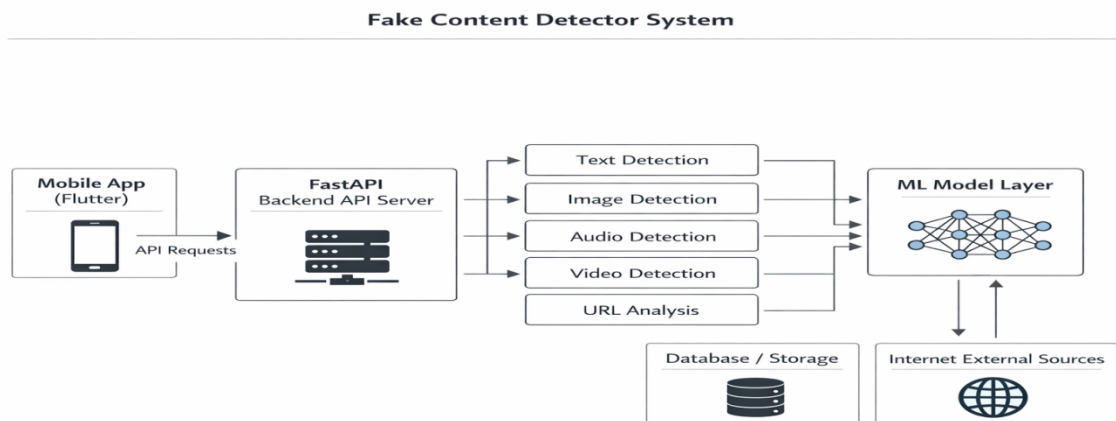 Fake Content Detector System
Mobile App
(Flutter)
API Requests
FastAPI
Backend API Server
Text Detection
Image Detection
Audio Detection
Video Detection
URL Analysis
ML Model Layer
Database / Storage
Internet External Sources